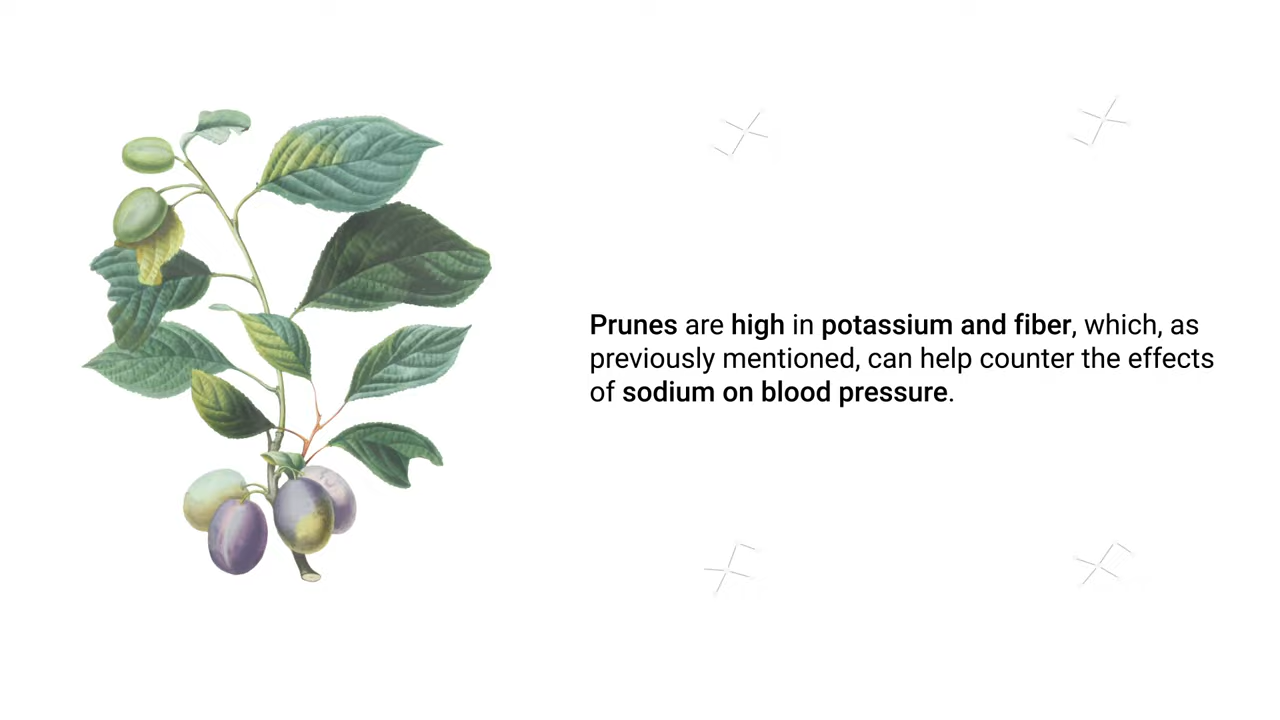 Prunes are high in potassium and fiber, which, as
previously mentioned, can help counter the effects
of sodium on blood pressure.